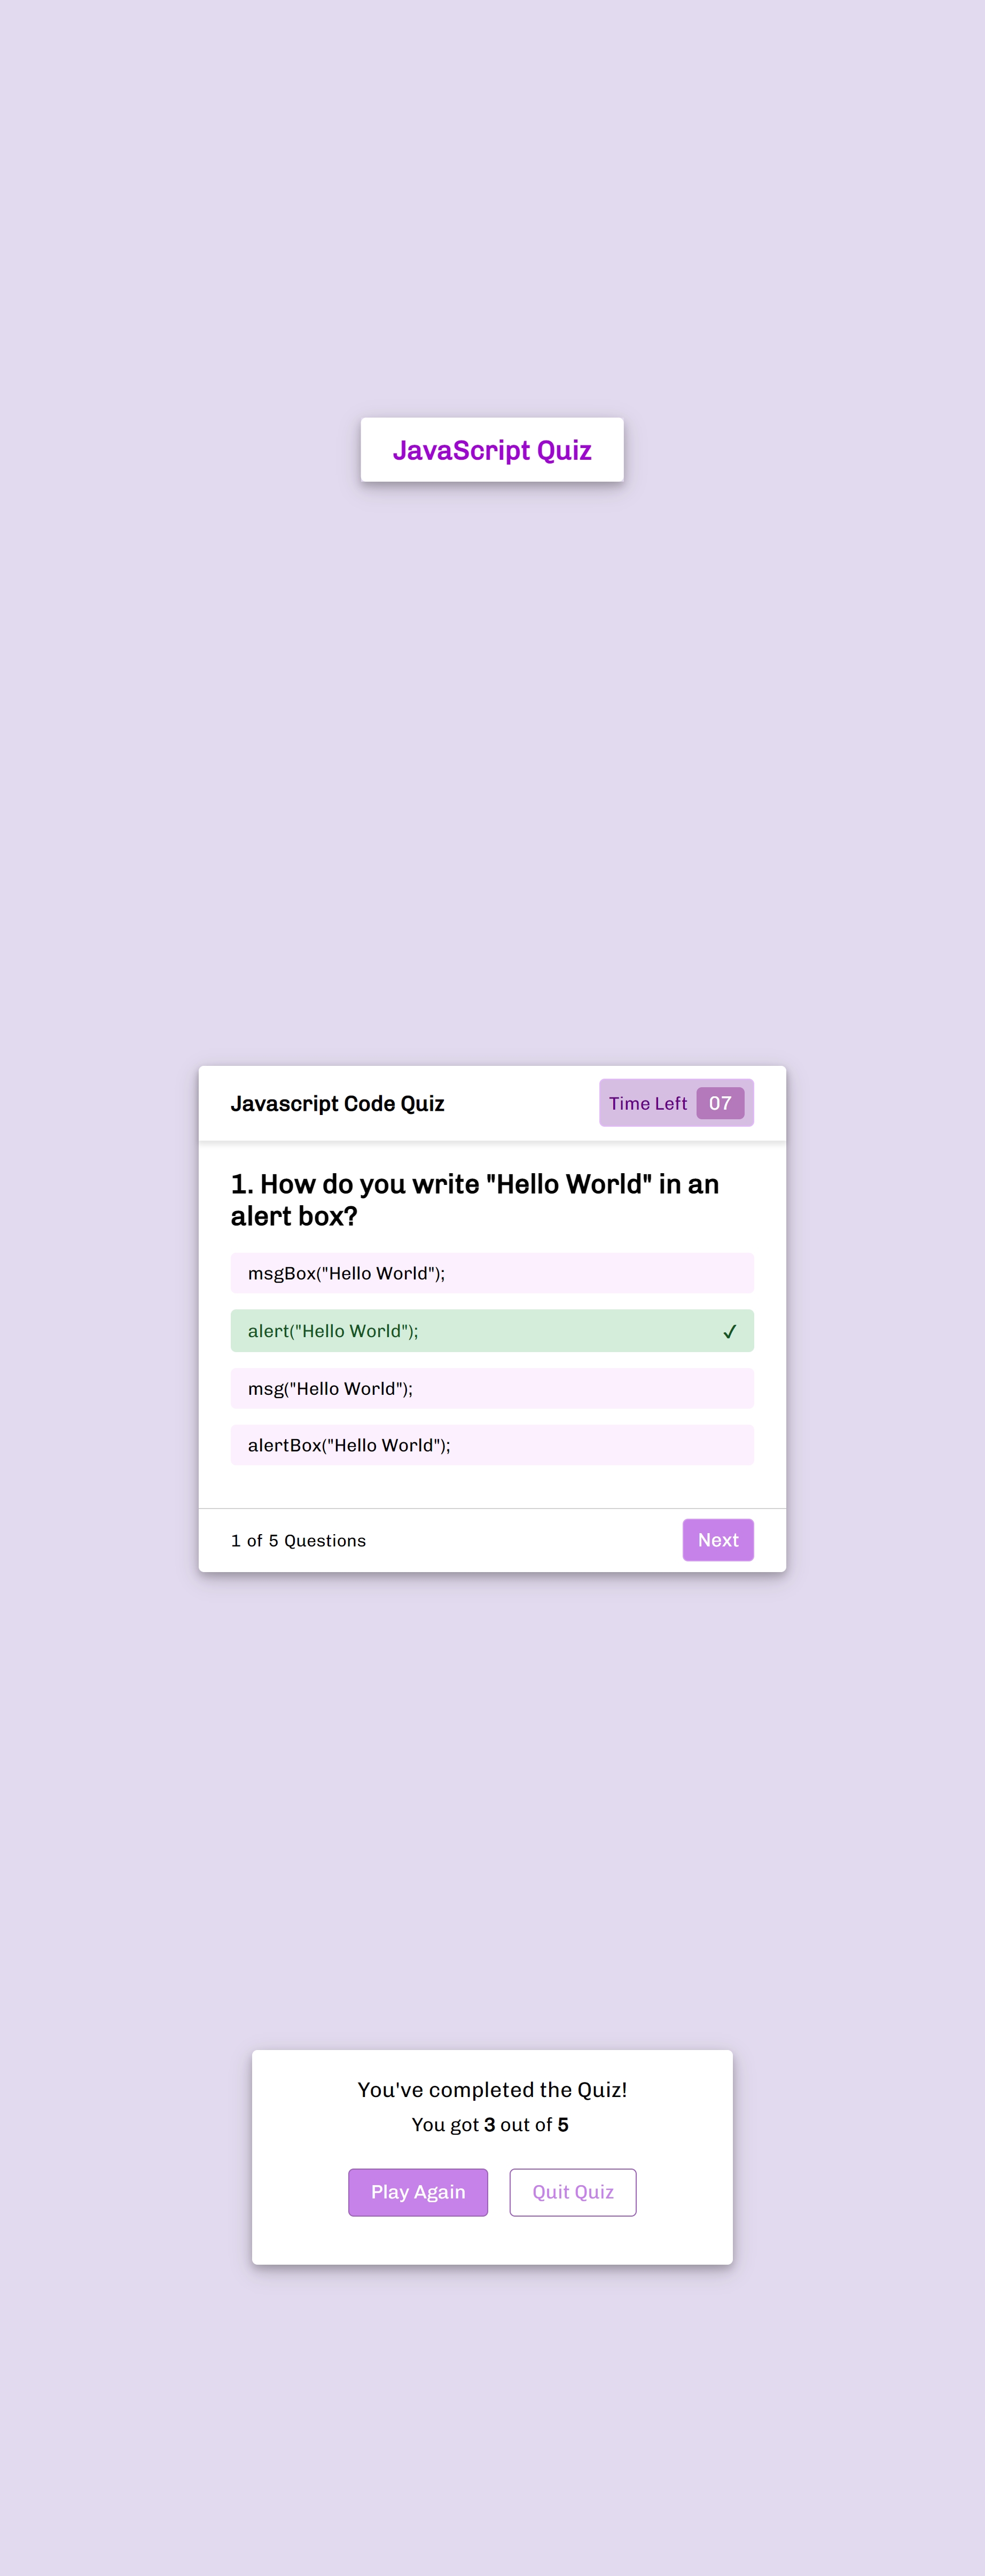 JavaScript Quiz
Javascript Code Quiz
Time Left 07
1. How do you write "Hello World" in an
alert box?
msgBox("Hello World");
alert("Hello World"); ✓
msg("Hello World");
alertBox("Hello World");
1 of 5 Questions
Next
You've completed the Quiz!
You got 3 out of 5
Play Again
Quit Quiz